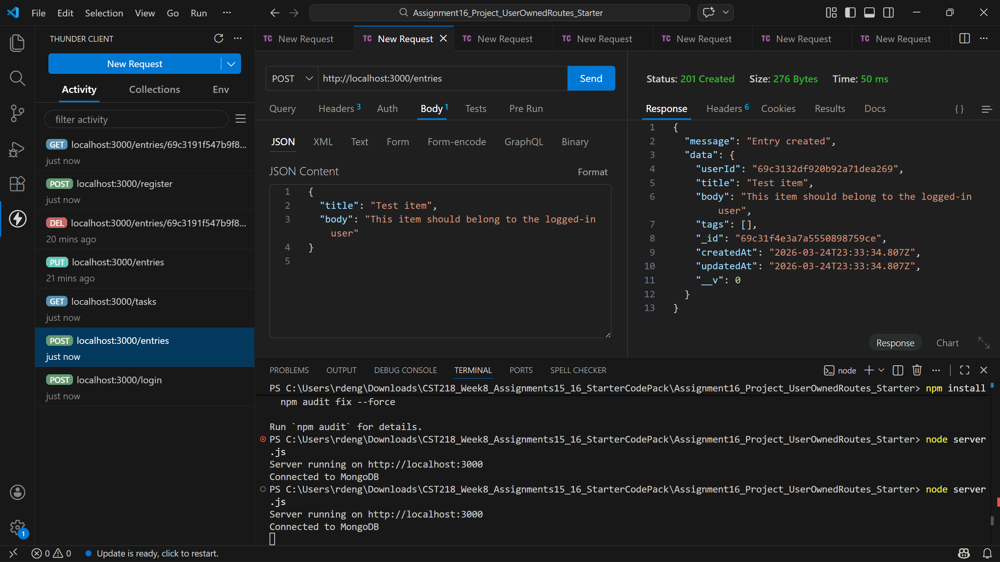 File Edit Selection View Go Run ···
Assignment16_Project_UserOwnedRoutes_Starter
THUNDER CLIENT
New Request
Activity Collections Env
filter activity
GET localhost:3000/entries/69c3191f547b9f8...
just now
POST localhost:3000/register
just now
DEL localhost:3000/entries/69c3191f547b9f8...
20 mins ago
PUT localhost:3000/entries
21 mins ago
GET localhost:3000/tasks
just now
POST localhost:3000/entries
just now
POST localhost:3000/login
just now
TC New Request TC New Request TC New Request TC New Request TC New Request TC New Request TC New Request
POST http://localhost:3000/entries Send
Query Headers 3 Auth Body 1 Tests Pre Run
JSON XML Text Form Form-encode GraphQL Binary
JSON Content Format
1 {
2 "title": "Test item",
3 "body": "This item should belong to the logged-in
user"
4 }
5
Status: 201 Created Size: 276 Bytes Time: 50 ms
Response Headers 6 Cookies Results Docs { }
1 {
2 "message": "Entry created",
3 "data": {
4 "userId": "69c3132df920b92a71dea269",
5 "title": "Test item",
6 "body": "This item should belong to the logged-in
user",
7 "tags": [],
8 "_id": "69c31f4e3a7a5550898759ce",
9 "createdAt": "2026-03-24T23:33:34.807Z",
10 "updatedAt": "2026-03-24T23:33:34.807Z",
11 "__v": 0
12 }
13 }
Response Chart
PROBLEMS OUTPUT DEBUG CONSOLE TERMINAL PORTS SPELL CHECKER
node
PS C:\Users\rdeng\Downloads\CST218_Week8_Assignments15_16_StarterCodePack\Assignment16_Project_UserOwnedRoutes_Starter> npm install
npm audit fix --force
Run `npm audit` for details.
PS C:\Users\rdeng\Downloads\CST218_Week8_Assignments15_16_StarterCodePack\Assignment16_Project_UserOwnedRoutes_Starter> node server
.js
Server running on http://localhost:3000
Connected to MongoDB
PS C:\Users\rdeng\Downloads\CST218_Week8_Assignments15_16_StarterCodePack\Assignment16_Project_UserOwnedRoutes_Starter> node server
.js
Server running on http://localhost:3000
Connected to MongoDB
1
0 0 Update is ready, click to restart.